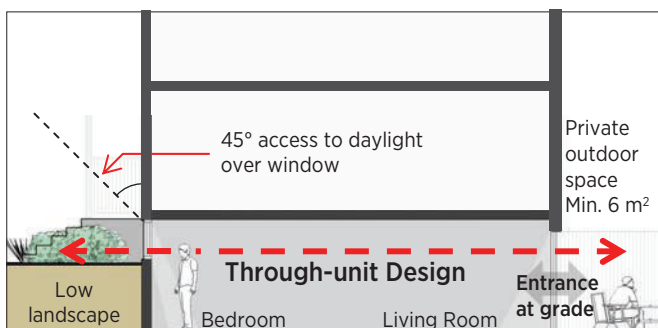 45° access to daylight
over window
Private
outdoor
space
Min. 6 m²
Through-unit Design
Entrance
at grade
Low
landscape
Bedroom
Living Room